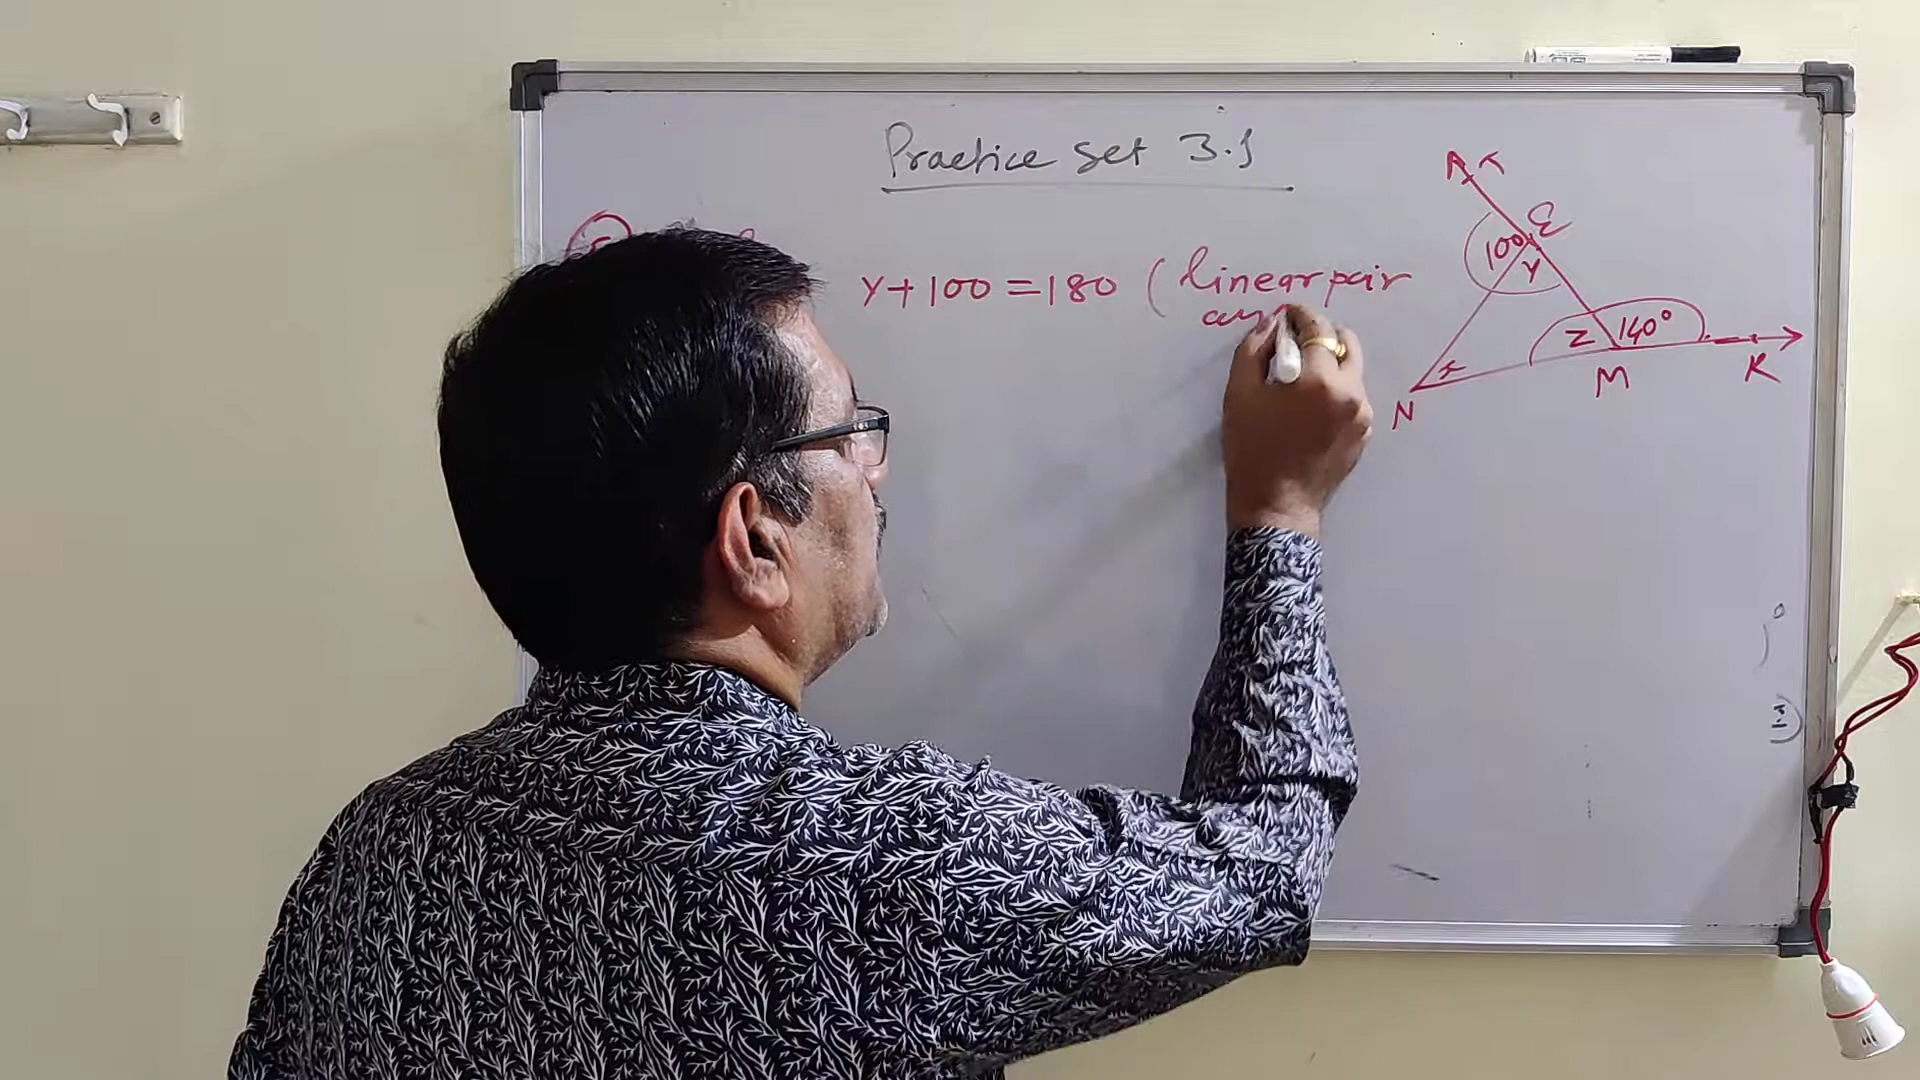 Practice set 3.1
y + 100 = 180 (linear pair
T
E
100
y
z
140°
x
M
R
N